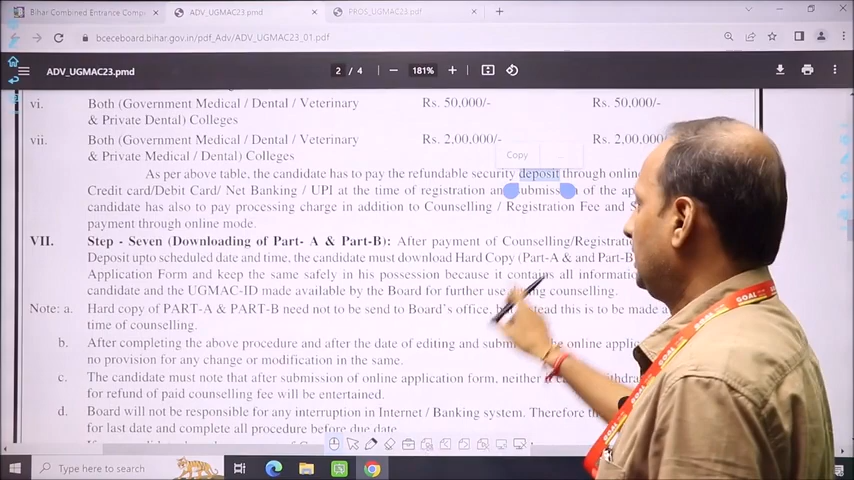 Bihar Combined Entrance Compet
ADV_UGMAC23.pmd
PROS_UGMAC23.pdf
bceceboard.bihar.gov.in/pdf_Adv/ADV_UGMAC23_01.pdf
ADV_UGMAC23.pmd
2 / 4
181%
vi. Both (Government Medical / Dental / Veterinary Rs. 50,000/- Rs. 50,000/-
& Private Dental) Colleges
vii. Both (Government Medical / Dental / Veterinary Rs. 2,00,000/- Rs. 2,00,000/
& Private Medical / Dental) Colleges
Copy
As per above table, the candidate has to pay the refundable security deposit through online
Credit card/Debit Card/ Net Banking / UPI at the time of registration and submission of the ap
candidate has also to pay processing charge in addition to Counselling / Registration Fee and S
payment through online mode.
VII. Step - Seven (Downloading of Part- A & Part-B): After payment of Counselling/Registratio
Deposit upto scheduled date and time, the candidate must download Hard Copy (Part-A & and Part-B
Application Form and keep the same safely in his possession because it contains all informatio
candidate and the UGMAC-ID made available by the Board for further use during counselling.
Note: a. Hard copy of PART-A & PART-B need not to be send to Board's office, but instead this is to be made a
time of counselling.
b. After completing the above procedure and after the date of editing and submi online applic
no provision for any change or modification in the same.
c. The candidate must note that after submission of online application form, neither withdra
for refund of paid counselling fee will be entertained.
d. Board will not be responsible for any interruption in Internet / Banking system. Therefore th
for last date and complete all procedure before due date.
Type here to search
GOAL
GOAL